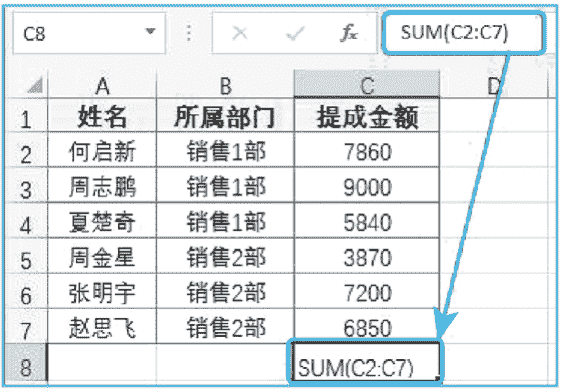 C8 fx SUM(C2:C7)
A B C D
1 姓名 所属部门 提成金额
2 何启新 销售1部 7860
3 周志鹏 销售1部 9000
4 夏楚奇 销售1部 5840
5 周金星 销售2部 3870
6 张明宇 销售2部 7200
7 赵思飞 销售2部 6850
8 SUM(C2:C7)